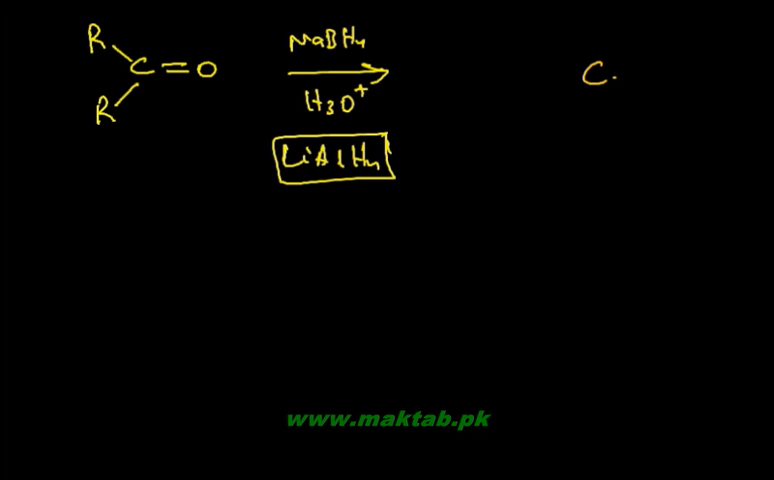 R
C=O
R
NaBH4
H3O+
LiAlH4
C.
www.maktab.pk